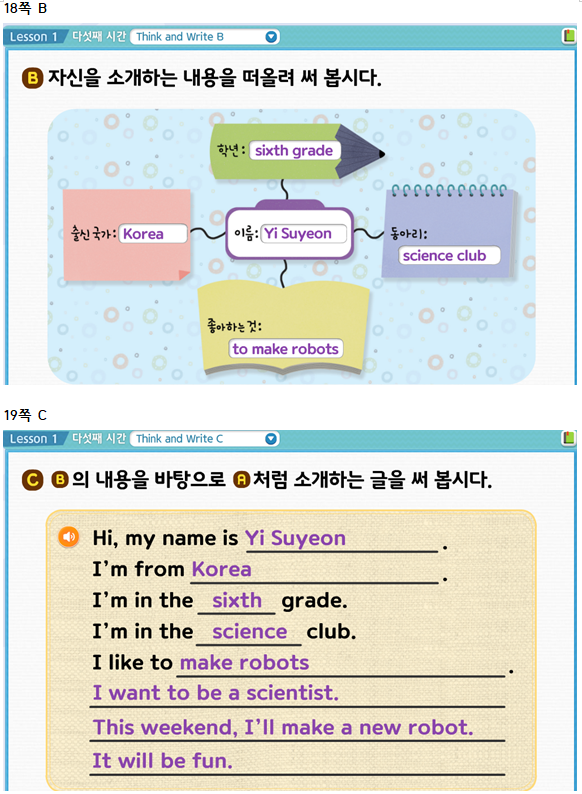 18쪽 B
Lesson 1 다섯째 시간 Think and Write B
B 자신을 소개하는 내용을 떠올려 써 봅시다.
학년: sixth grade
출신 국가: Korea
이름: Yi Suyeon
동아리:
science club
좋아하는 것:
to make robots
19쪽 C
Lesson 1 다섯째 시간 Think and Write C
C B의 내용을 바탕으로 A처럼 소개하는 글을 써 봅시다.
Hi, my name is Yi Suyeon.
I'm from Korea.
I'm in the sixth grade.
I'm in the science club.
I like to make robots.
I want to be a scientist.
This weekend, I'll make a new robot.
It will be fun.